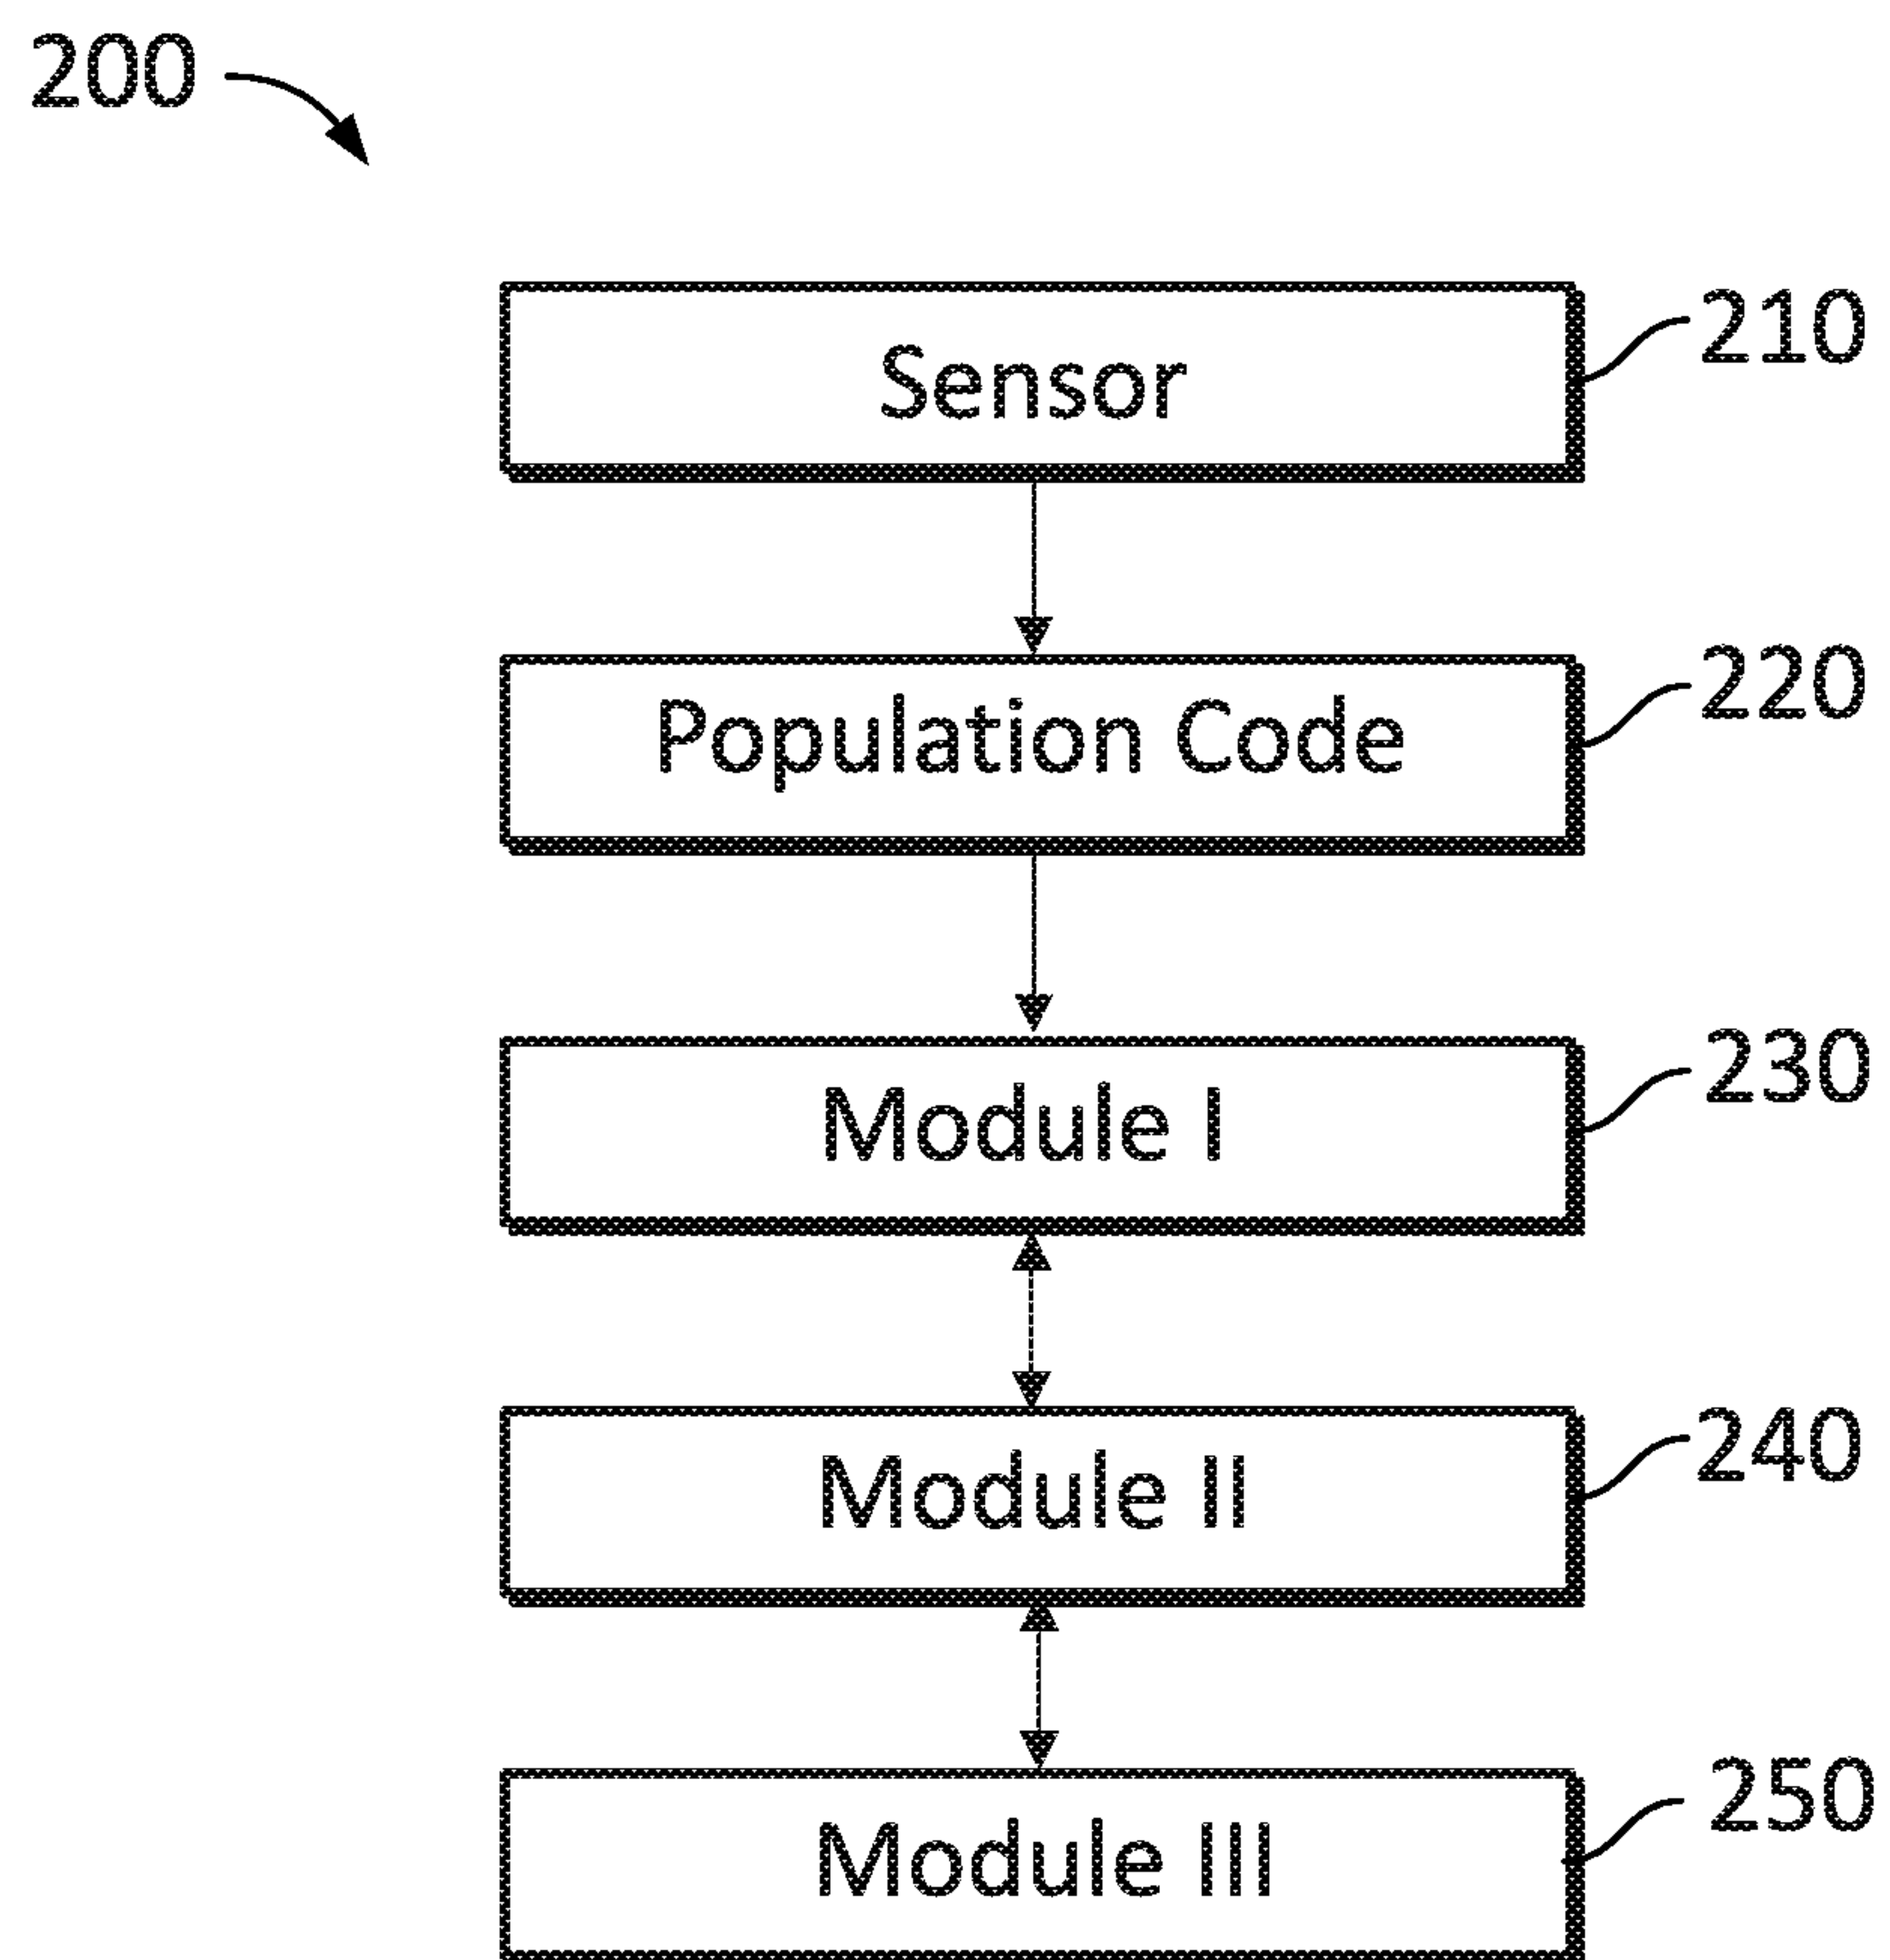 200
Sensor
210
Population Code
220
Module I
230
Module II
240
Module III
250